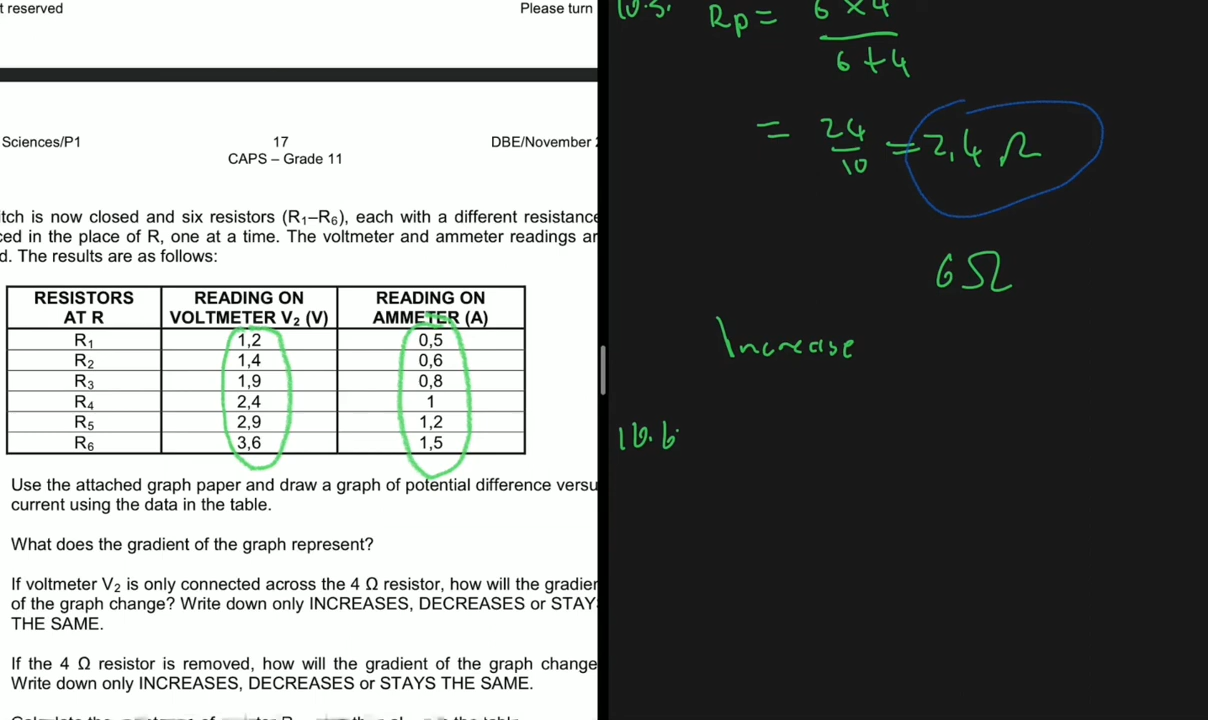 t reserved
Please turn
Sciences/P1
17
DBE/November
CAPS – Grade 11
itch is now closed and six resistors (R₁–R₆), each with a different resistance
ced in the place of R, one at a time. The voltmeter and ammeter readings ar
d. The results are as follows:
RESISTORS AT R | READING ON VOLTMETER V₂ (V) | READING ON AMMETER (A)
R₁ 1,2 0,5
R₂ 1,4 0,6
R₃ 1,9 0,8
R₄ 2,4 1
R₅ 2,9 1,2
R₆ 3,6 1,5
Use the attached graph paper and draw a graph of potential difference versu
current using the data in the table.
What does the gradient of the graph represent?
If voltmeter V₂ is only connected across the 4 Ω resistor, how will the gradier
of the graph change? Write down only INCREASES, DECREASES or STAY
THE SAME.
If the 4 Ω resistor is removed, how will the gradient of the graph change
Write down only INCREASES, DECREASES or STAYS THE SAME.
10.5. Rp = 6 × 4
6 + 4
= 24/10 = 2,4 Ω
6Ω
Increase
10.6